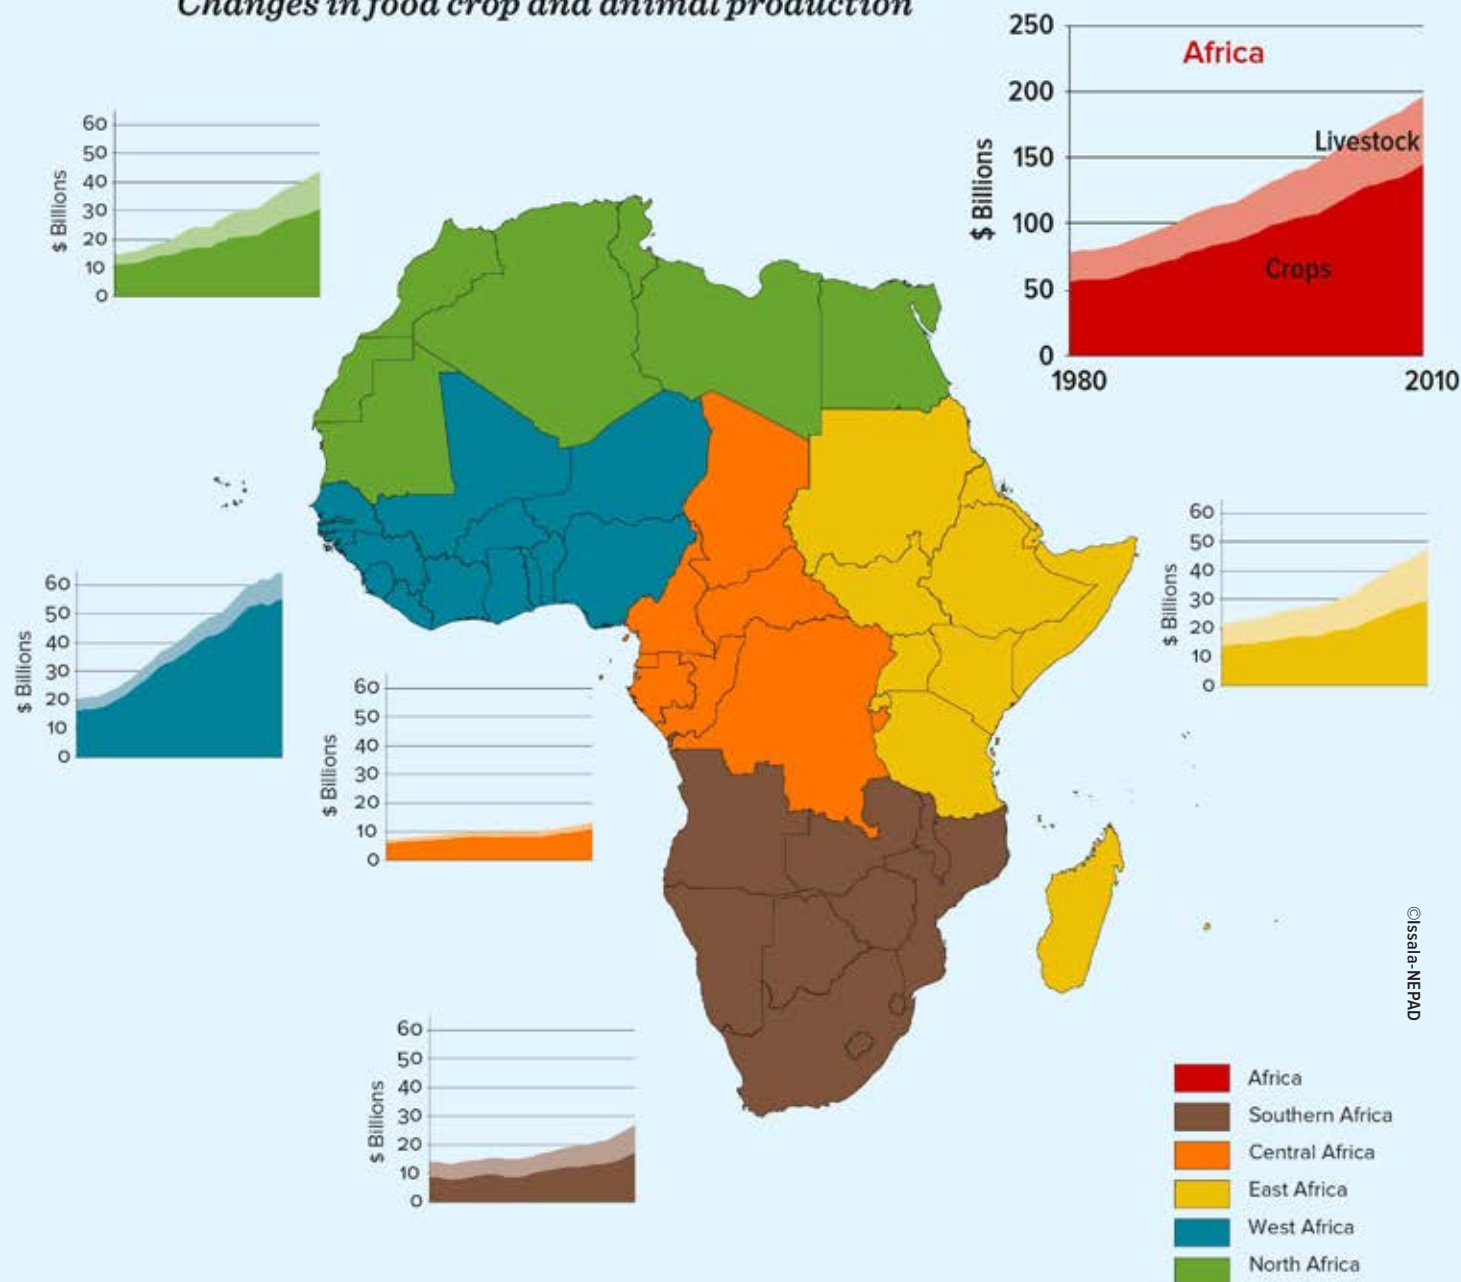 Changes in food crop and animal production
Africa
$ Billions
250
200
150
100
50
0
Livestock
Crops
1980
2010
$ Billions
60
50
40
30
20
10
0
$ Billions
60
50
40
30
20
10
0
$ Billions
60
50
40
30
20
10
0
$ Billions
60
50
40
30
20
10
0
$ Billions
60
50
40
30
20
10
0
©Issala-NEPAD
Africa
Southern Africa
Central Africa
East Africa
West Africa
North Africa